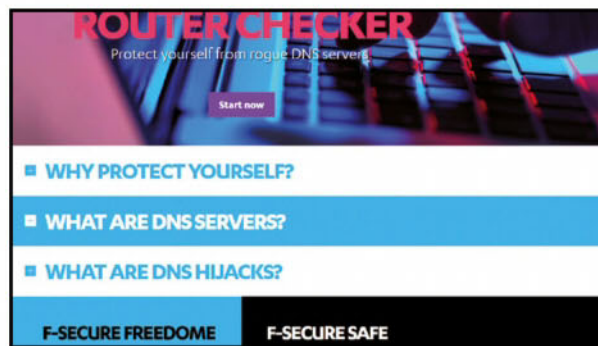 ROUTER CHECKER
Protect yourself from rogue DNS servers
Start now
WHY PROTECT YOURSELF?
WHAT ARE DNS SERVERS?
WHAT ARE DNS HIJACKS?
F-SECURE FREEDOME
F-SECURE SAFE